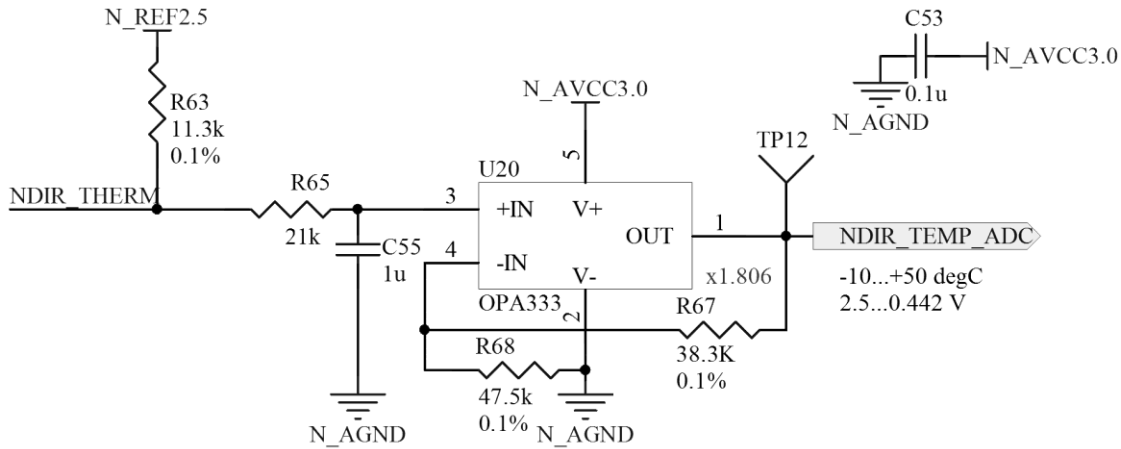 N_REF2.5
R63
11.3k
0.1%
NDIR_THERM
R65
21k
C55
1u
N_AGND
N_AVCC3.0
5
U20
3
+IN
V+
4
-IN
OUT
1
V-
OPA333
2
x1.806
R67
38.3K
0.1%
R68
47.5k
0.1%
N_AGND
C53
0.1u
N_AVCC3.0
N_AGND
TP12
NDIR_TEMP_ADC
-10...+50 degC
2.5...0.442 V